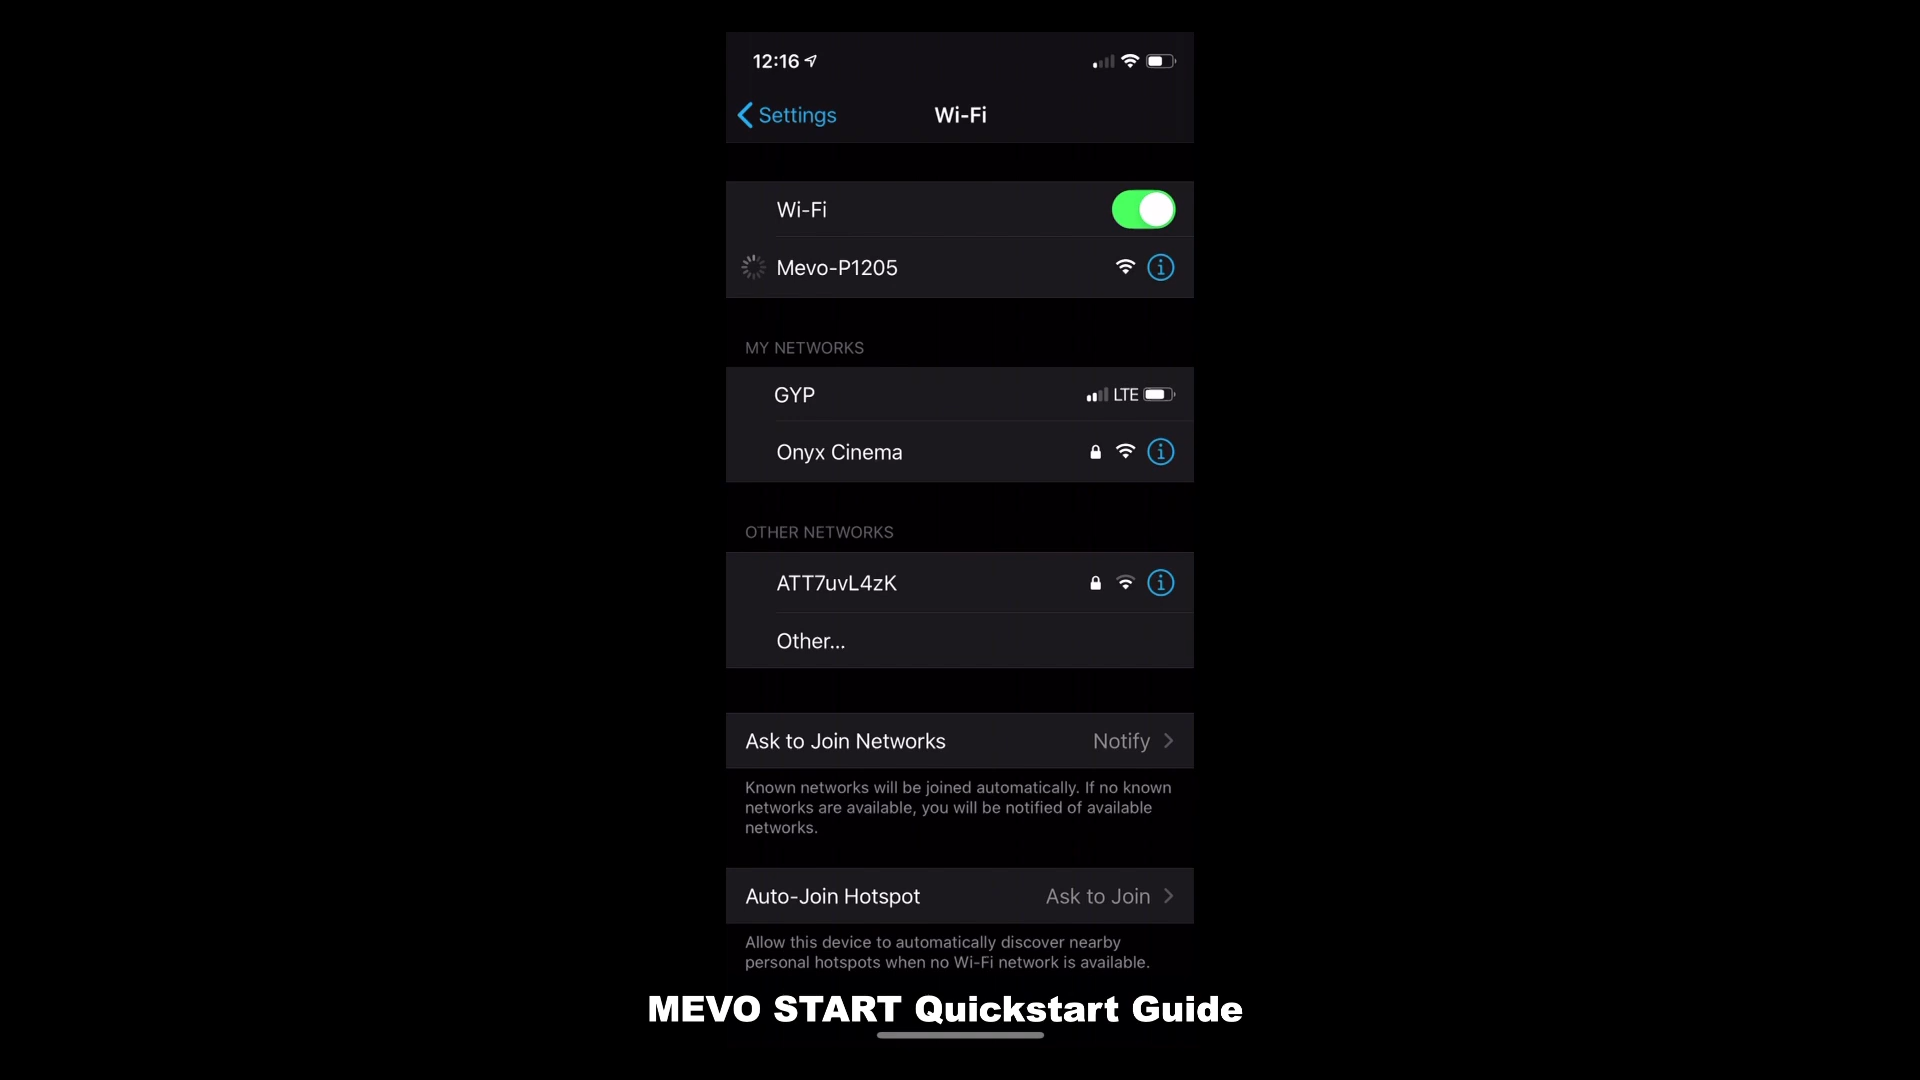 12:16
Settings
Wi-Fi
Wi-Fi
Mevo-P1205
MY NETWORKS
GYP LTE
Onyx Cinema
OTHER NETWORKS
ATT7uvL4zK
Other...
Ask to Join Networks Notify
Known networks will be joined automatically. If no known
networks are available, you will be notified of available
networks.
Auto-Join Hotspot Ask to Join
Allow this device to automatically discover nearby
personal hotspots when no Wi-Fi network is available.
MEVO START Quickstart Guide